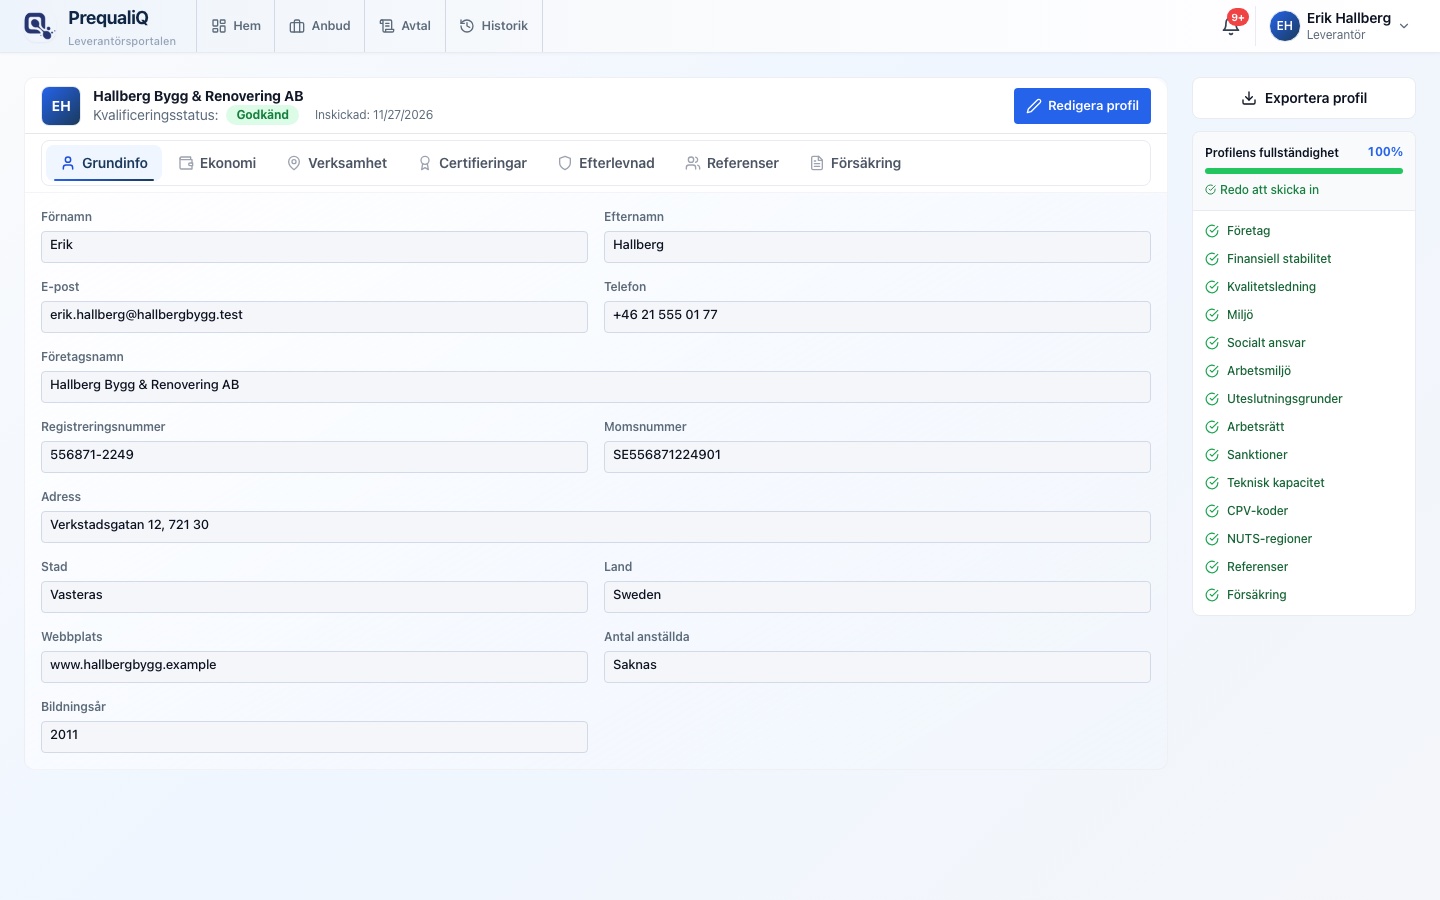 PrequaliQ
Leverantörsportalen
Hem
Anbud
Avtal
Historik
9+
EH
Erik Hallberg
Leverantör
EH
Hallberg Bygg & Renovering AB
Kvalificeringsstatus: Godkänd Inskickad: 11/27/2026
Redigera profil
Grundinfo
Ekonomi
Verksamhet
Certifieringar
Efterlevnad
Referenser
Försäkring
Förnamn
Erik
Efternamn
Hallberg
E-post
erik.hallberg@hallbergbygg.test
Telefon
+46 21 555 01 77
Företagsnamn
Hallberg Bygg & Renovering AB
Registreringsnummer
556871-2249
Momsnummer
SE556871224901
Adress
Verkstadsgatan 12, 721 30
Stad
Vasteras
Land
Sweden
Webbplats
www.hallbergbygg.example
Antal anställda
Saknas
Bildningsår
2011
Exportera profil
Profilens fullständighet 100%
Redo att skicka in
Företag
Finansiell stabilitet
Kvalitetsledning
Miljö
Socialt ansvar
Arbetsmiljö
Uteslutningsgrunder
Arbetsrätt
Sanktioner
Teknisk kapacitet
CPV-koder
NUTS-regioner
Referenser
Försäkring